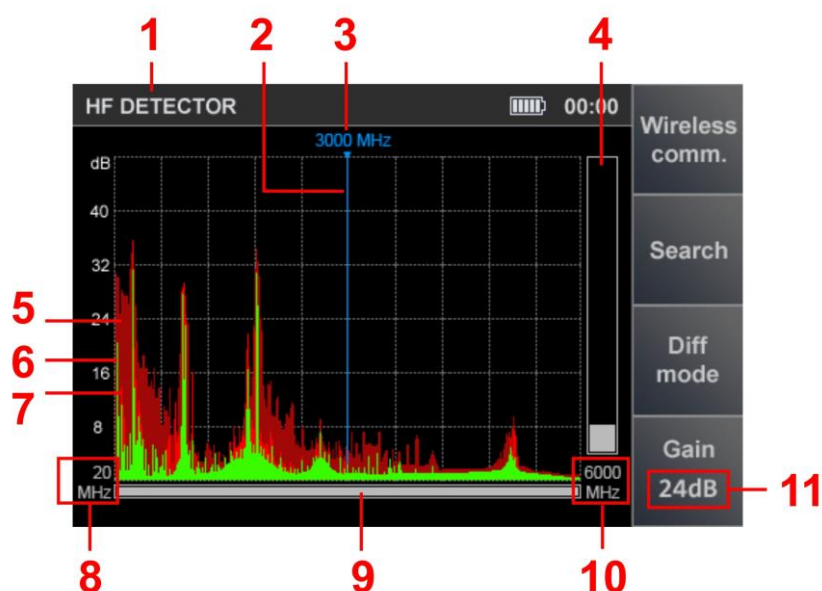 1
2
3
4
HF DETECTOR
00:00
3000 MHz
Wireless
comm.
dB
40
32
Search
5
24
6
16
Diff
mode
7
8
Gain
24dB
11
20
MHz
6000
MHz
8
9
10